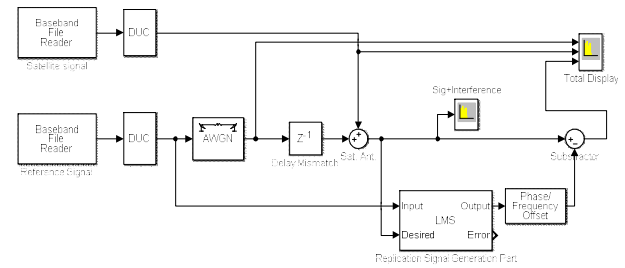 Baseband
File
Reader
DUC
Satellite signal
Total Display
Sig+Interference
Baseband
File
Reader
DUC
AWGN
Z-1
Reference Signal
Delay Mismatch
Sat. Ant.
Substractor
Input
Output
LMS
Desired
Error
Phase/
Frequency
Offset
Replication Signal Generation Part